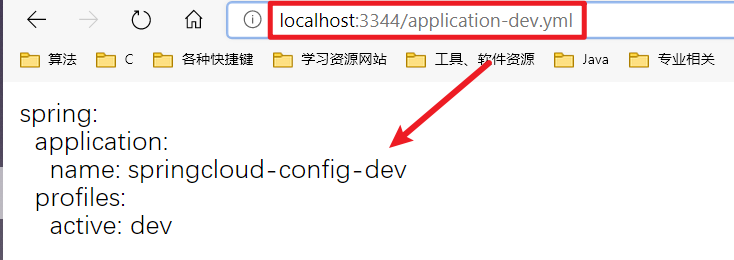 localhost:3344/application-dev.yml
算法 C 各种快捷键 学习资源网站 工具、软件资源 Java 专业相关
spring:
application:
name: springcloud-config-dev
profiles:
active: dev